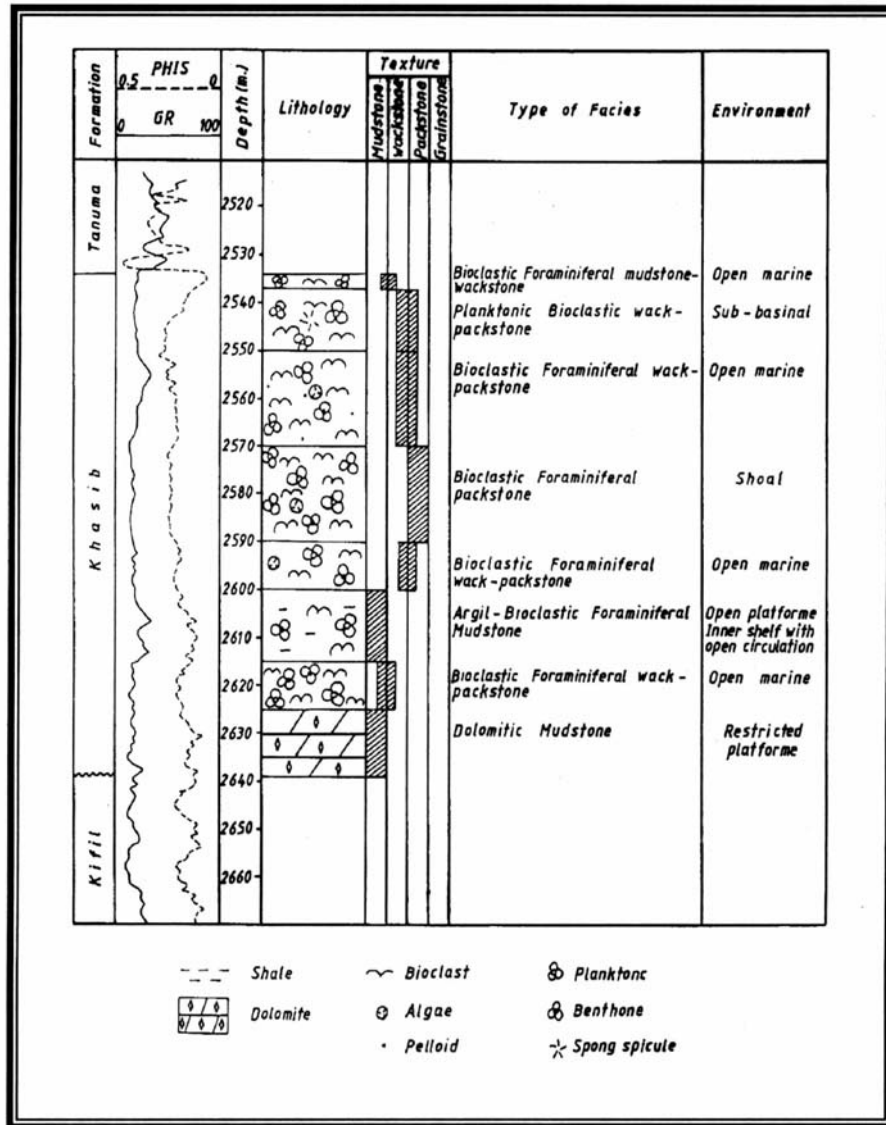 Formation
0.5 PHIS 0
0 GR 100
Depth (m.)
Lithology
Texture
Mudstone
Wackstone
Packstone
Grainstone
Type of Facies
Environment
Tanuma
Khasib
Kifil
2520
2530
2540
2550
2560
2570
2580
2590
2600
2610
2620
2630
2640
2650
2660
Bioclastic Foraminiferal mudstone-
wackstone
Open marine
Planktonic Bioclastic wack-
packstone
Sub-basinal
Bioclastic Foraminiferal wack-
packstone
Open marine
Bioclastic Foraminiferal
packstone
Shoal
Bioclastic Foraminiferal
wack-packstone
Open marine
Argil-Bioclastic Foraminiferal
Mudstone
Open platforme
Inner shelf with
open circulation
Bioclastic Foraminiferal wack-
packstone
Open marine
Dolomitic Mudstone
Restricted
platforme
Shale
Bioclast
Planktonc
Dolomite
Algae
Benthone
Pelloid
Spong spicule